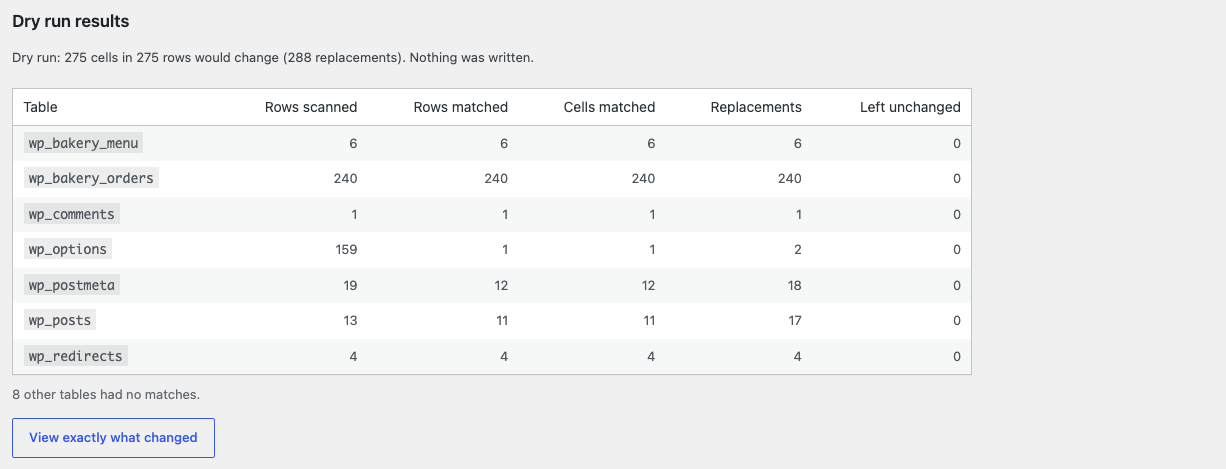 Dry run results
Dry run: 275 cells in 275 rows would change (288 replacements). Nothing was written.
Table Rows scanned Rows matched Cells matched Replacements Left unchanged
wp_bakery_menu 6 6 6 6 0
wp_bakery_orders 240 240 240 240 0
wp_comments 1 1 1 1 0
wp_options 159 1 1 2 0
wp_postmeta 19 12 12 18 0
wp_posts 13 11 11 17 0
wp_redirects 4 4 4 4 0
8 other tables had no matches.
View exactly what changed